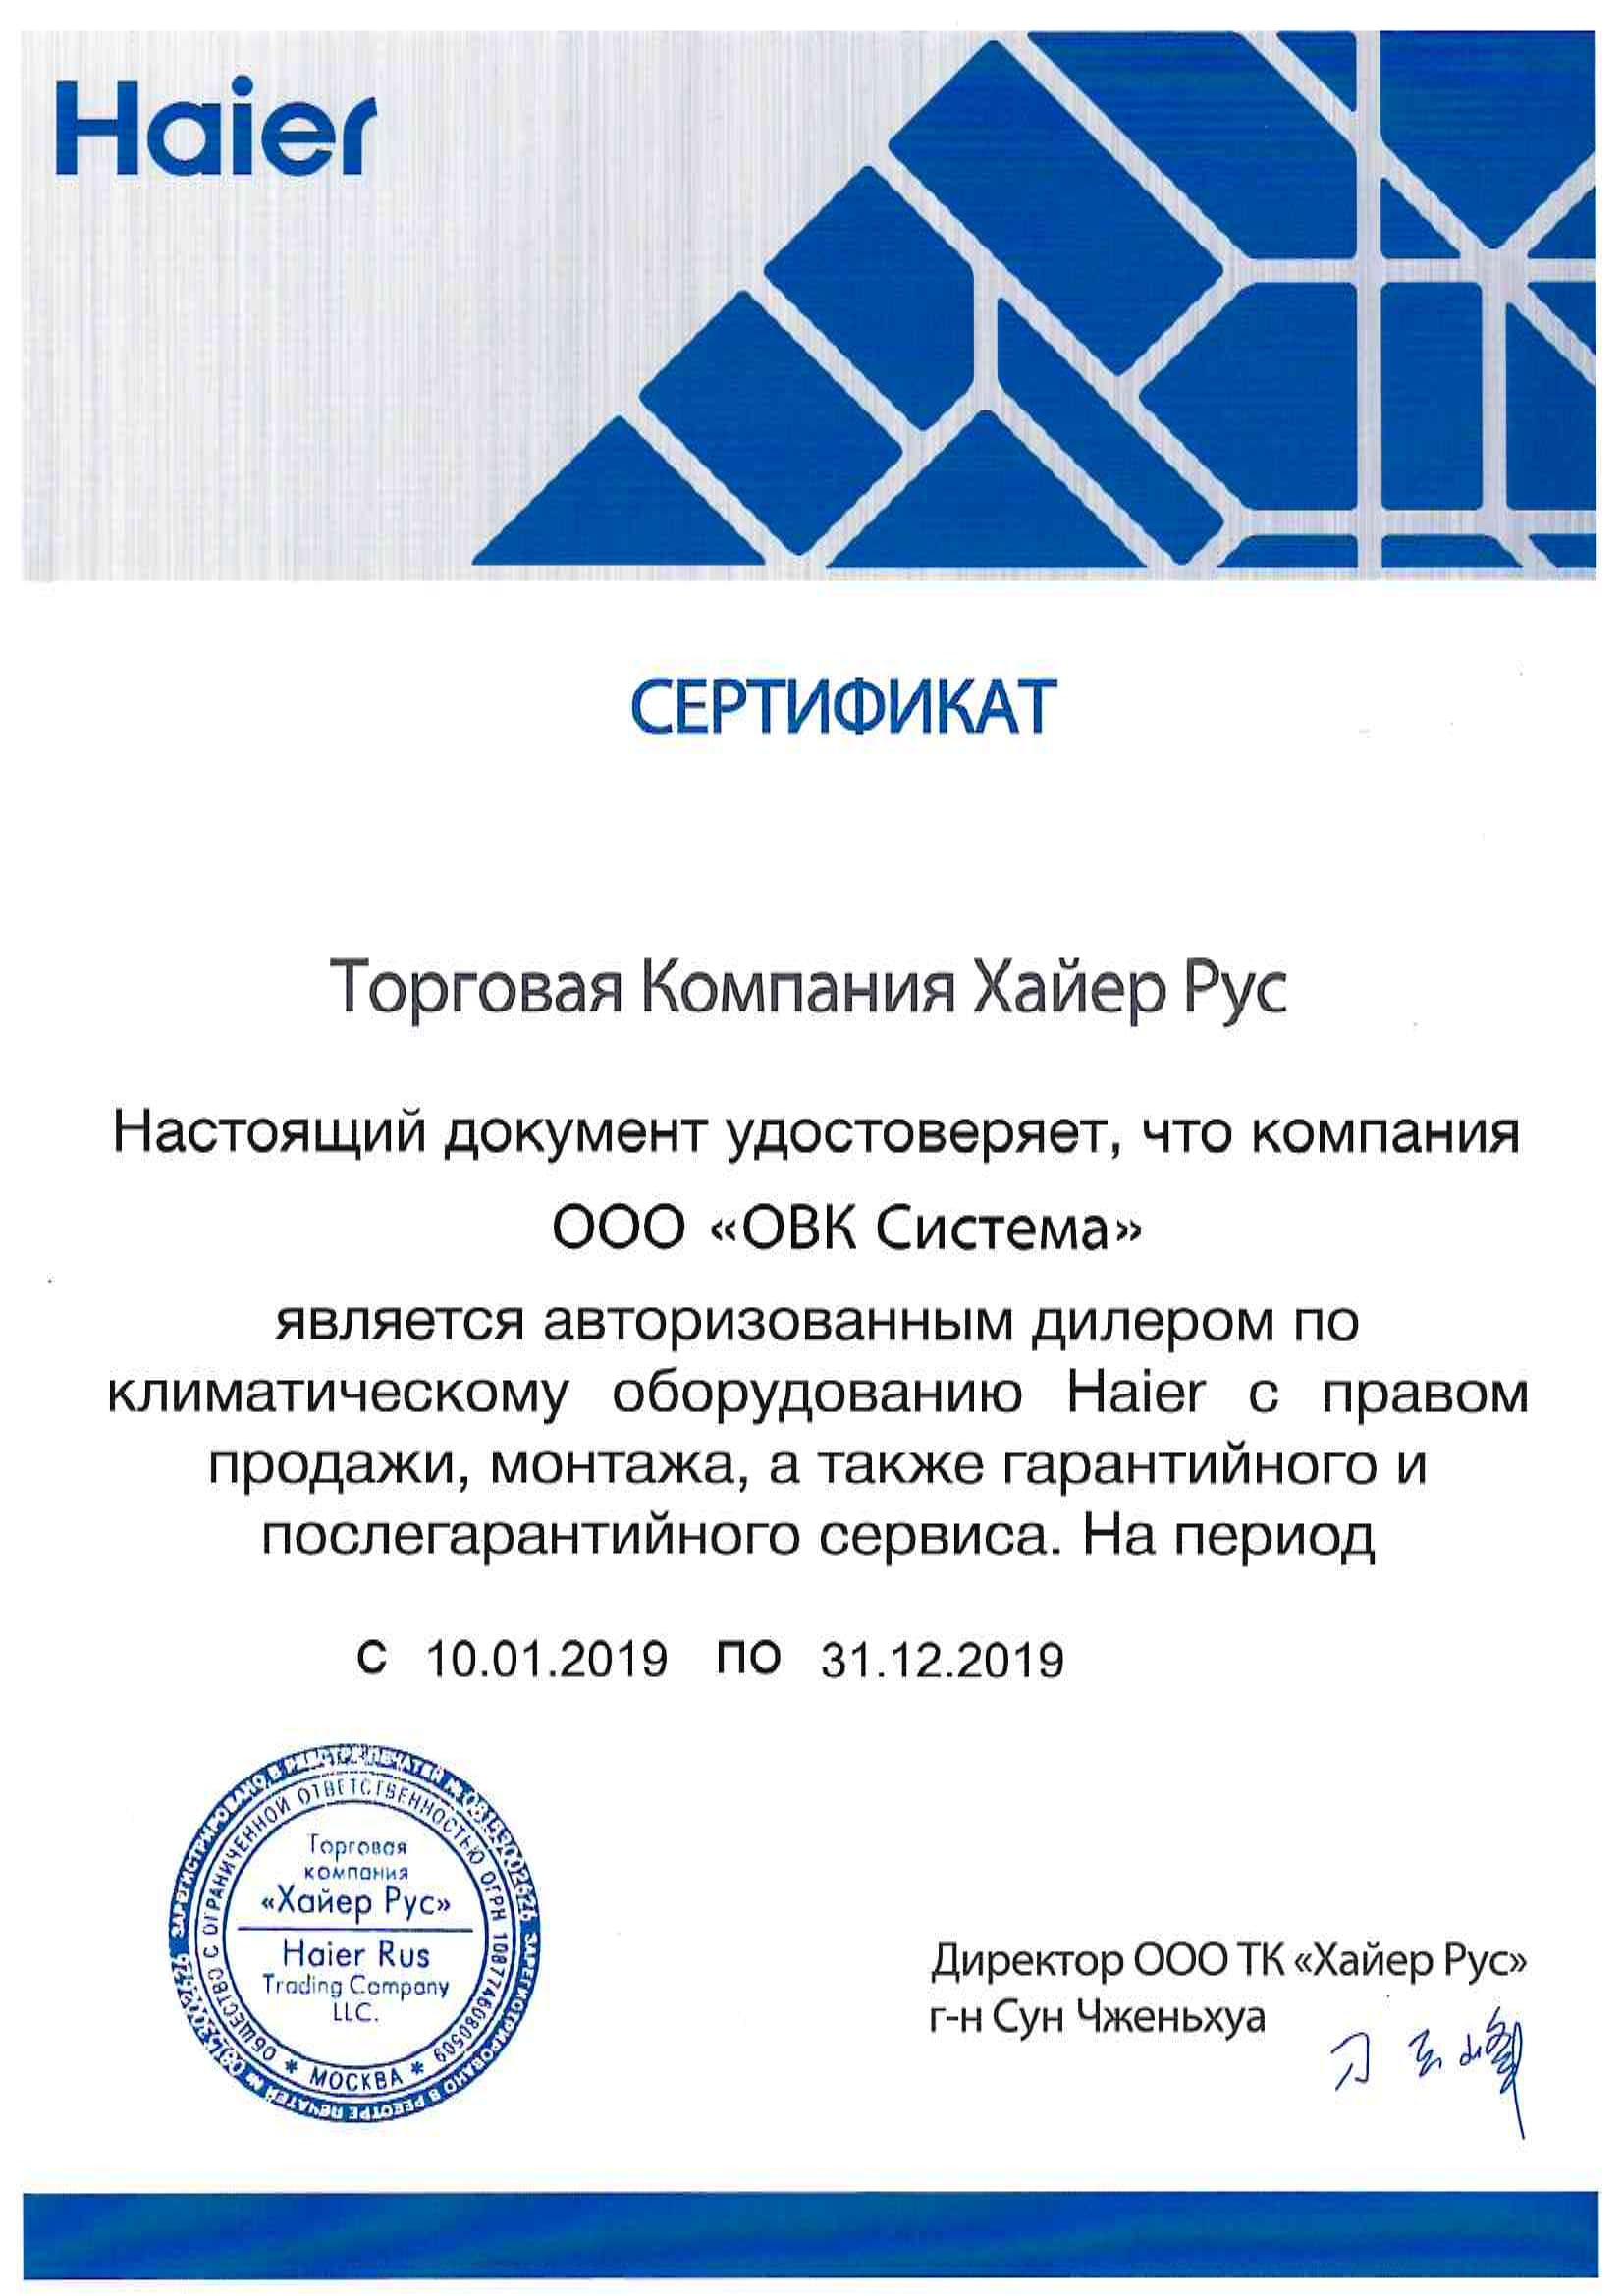 Haier
СЕРТИФИКАТ
Торговая Компания Хайер Рус
Настоящий документ удостоверяет, что компания
ООО «ОВК Система»
является авторизованным дилером по
климатическому оборудованию Haier с правом
продажи, монтажа, а также гарантийного и
послегарантийного сервиса. На период
с 10.01.2019 по 31.12.2019
ЗАРЕГИСТРИРОВАНО В РЕЕСТРЕ ПЕЧАТЕЙ №
ОБЩЕСТВО С ОГРАНИЧЕННОЙ ОТВЕТСТВЕННОСТЬЮ ОГРН 1087746080509
* МОСКВА *
Торговая
компания
«Хайер Рус»
Haier Rus
Trading Company
LLC.
Директор ООО ТК «Хайер Рус»
г-н Сун Чженьхуа